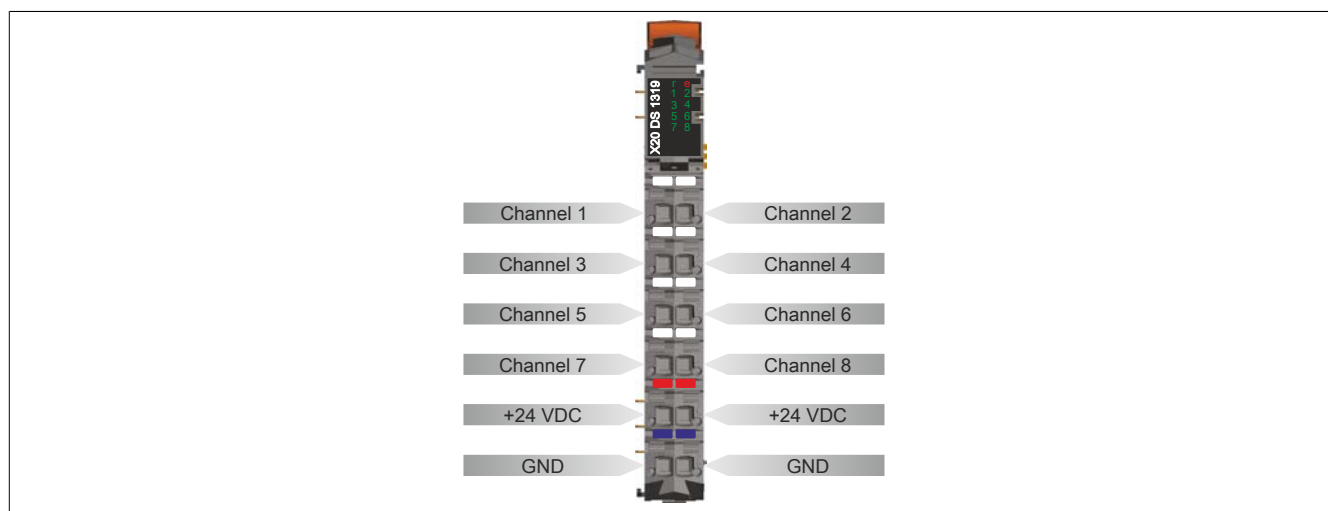 X20 DS 1319
r e
1 2
3 4
5 6
7 8
Channel 1 Channel 2
Channel 3 Channel 4
Channel 5 Channel 6
Channel 7 Channel 8
+24 VDC +24 VDC
GND GND